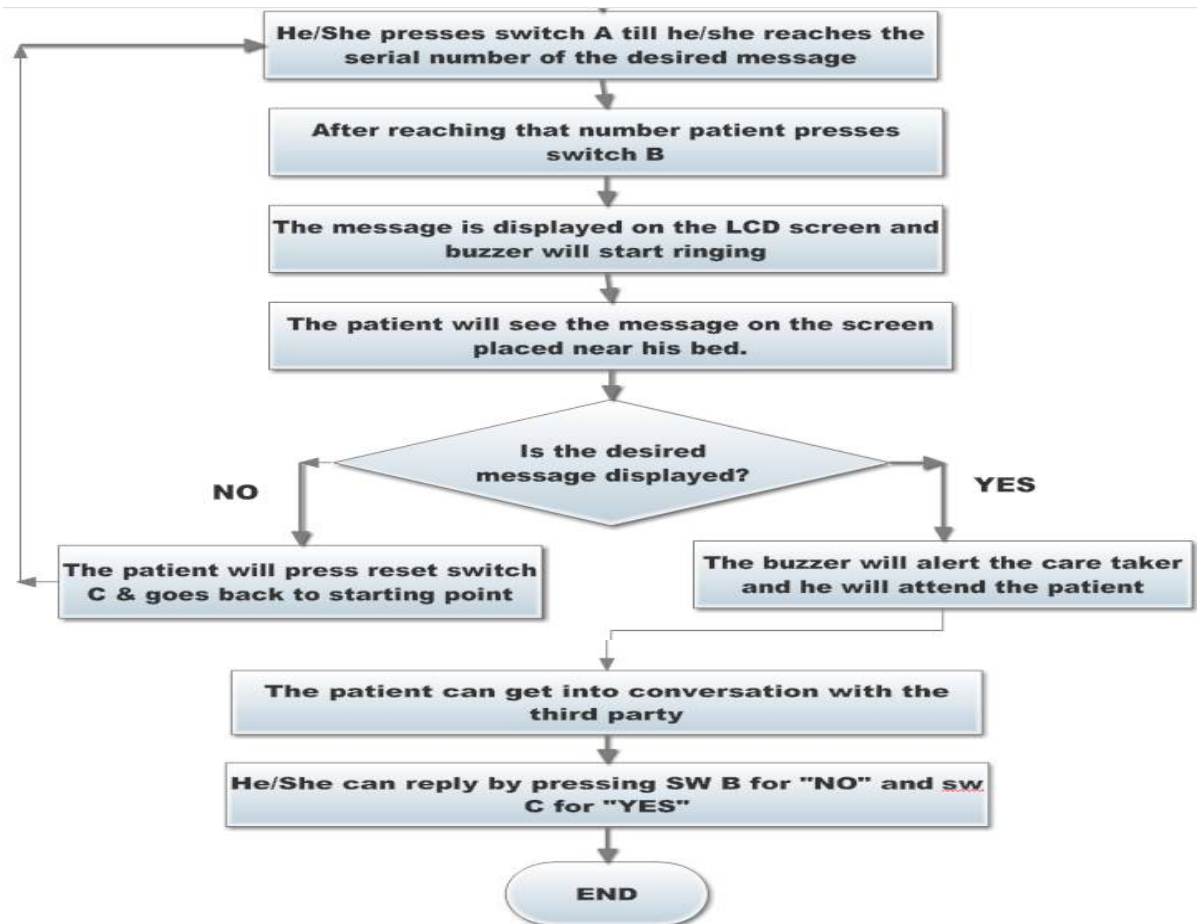 He/She presses switch A till he/she reaches the
serial number of the desired message
After reaching that number patient presses
switch B
The message is displayed on the LCD screen and
buzzer will start ringing
The patient will see the message on the screen
placed near his bed.
Is the desired
message displayed?
NO
YES
The patient will press reset switch
C & goes back to starting point
The buzzer will alert the care taker
and he will attend the patient
The patient can get into conversation with the
third party
He/She can reply by pressing SW B for "NO" and sw
C for "YES"
END